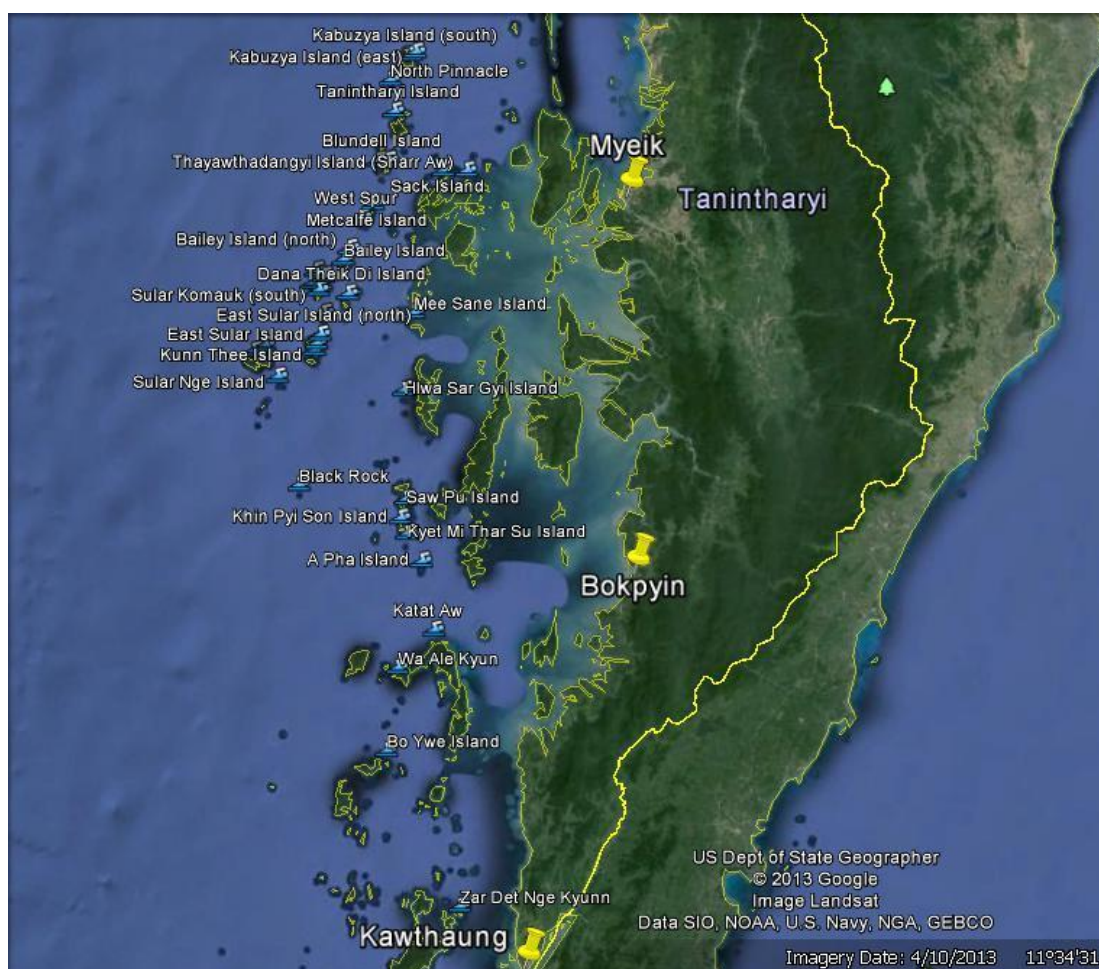 Kabuzya Island (south)
Kabuzya Island (east)
North Pinnacle
Tanintharyi Island
Blundell Island
Myeik
Thayawthadangyi Island (Sharr Aw)
Sack Island
West Spur
Tanintharyi
Metcalfe Island
Bailey Island (north)
Bailey Island
Dana Theik Di Island
Sular Komauk (south)
Mee Sane Island
East Sular Island (north)
East Sular Island
Kunn Thee Island
Sular Nge Island
Hlwa Sar Gyi Island
Black Rock
Saw Pu Island
Khin Pyi Son Island
Kyet Mi Thar Su Island
A Pha Island
Bokpyin
Katat Aw
Wa Ale Kyun
Bo Ywe Island
US Dept of State Geographer
© 2013 Google
Image Landsat
Data SIO, NOAA, U.S. Navy, NGA, GEBCO
Zar Det Nge Kyunn
Kawthaung
Imagery Date: 4/10/2013 11°34'31